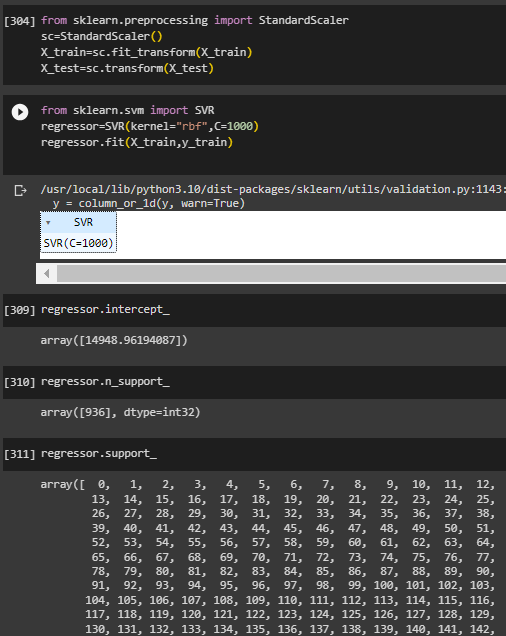 [304] from sklearn.preprocessing import StandardScaler
sc=StandardScaler()
X_train=sc.fit_transform(X_train)
X_test=sc.transform(X_test)
from sklearn.svm import SVR
regressor=SVR(kernel="rbf",C=1000)
regressor.fit(X_train,y_train)
/usr/local/lib/python3.10/dist-packages/sklearn/utils/validation.py:1143:
y = column_or_1d(y, warn=True)
SVR
SVR(C=1000)
[309] regressor.intercept_
array([14948.96194087])
[310] regressor.n_support_
array([936], dtype=int32)
[311] regressor.support_
array([ 0, 1, 2, 3, 4, 5, 6, 7, 8, 9, 10, 11, 12,
13, 14, 15, 16, 17, 18, 19, 20, 21, 22, 23, 24, 25,
26, 27, 28, 29, 30, 31, 32, 33, 34, 35, 36, 37, 38,
39, 40, 41, 42, 43, 44, 45, 46, 47, 48, 49, 50, 51,
52, 53, 54, 55, 56, 57, 58, 59, 60, 61, 62, 63, 64,
65, 66, 67, 68, 69, 70, 71, 72, 73, 74, 75, 76, 77,
78, 79, 80, 81, 82, 83, 84, 85, 86, 87, 88, 89, 90,
91, 92, 93, 94, 95, 96, 97, 98, 99, 100, 101, 102, 103,
104, 105, 106, 107, 108, 109, 110, 111, 112, 113, 114, 115, 116,
117, 118, 119, 120, 121, 122, 123, 124, 125, 126, 127, 128, 129,
130, 131, 132, 133, 134, 135, 136, 137, 138, 139, 140, 141, 142,